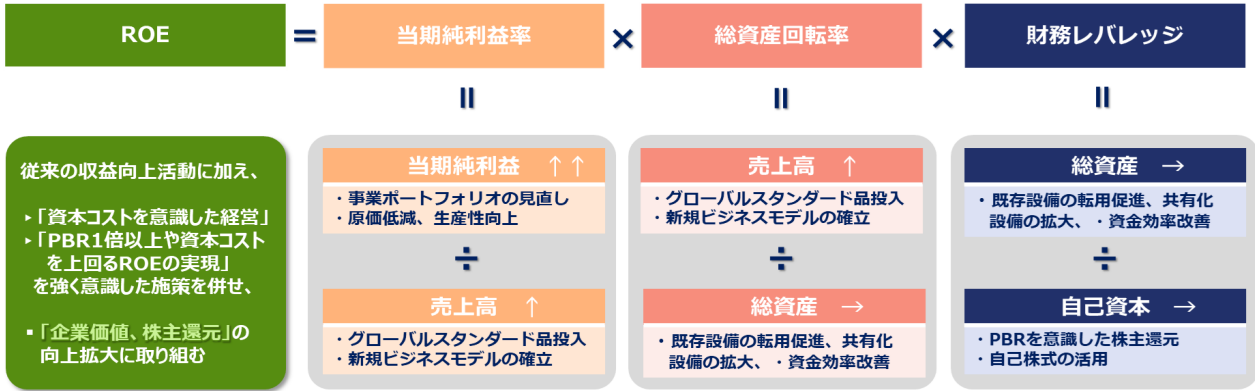 ROE = 当期純利益率 × 総資産回転率 × 財務レバレッジ
= = =
従来の収益向上活動に加え、
▸「資本コストを意識した経営」
▸「PBR1倍以上や資本コスト
を上回るROEの実現」
を強く意識した施策を併せ、
▪「企業価値、株主還元」の
向上拡大に取り組む
当期純利益 ↑↑
・事業ポートフォリオの見直し
・原価低減、生産性向上
÷
売上高 ↑
・グローバルスタンダード品投入
・新規ビジネスモデルの確立
売上高 ↑
・グローバルスタンダード品投入
・新規ビジネスモデルの確立
÷
総資産 →
・既存設備の転用促進、共有化
設備の拡大、・資金効率改善
総資産 →
・既存設備の転用促進、共有化
設備の拡大、・資金効率改善
÷
自己資本 →
・PBRを意識した株主還元
・自己株式の活用